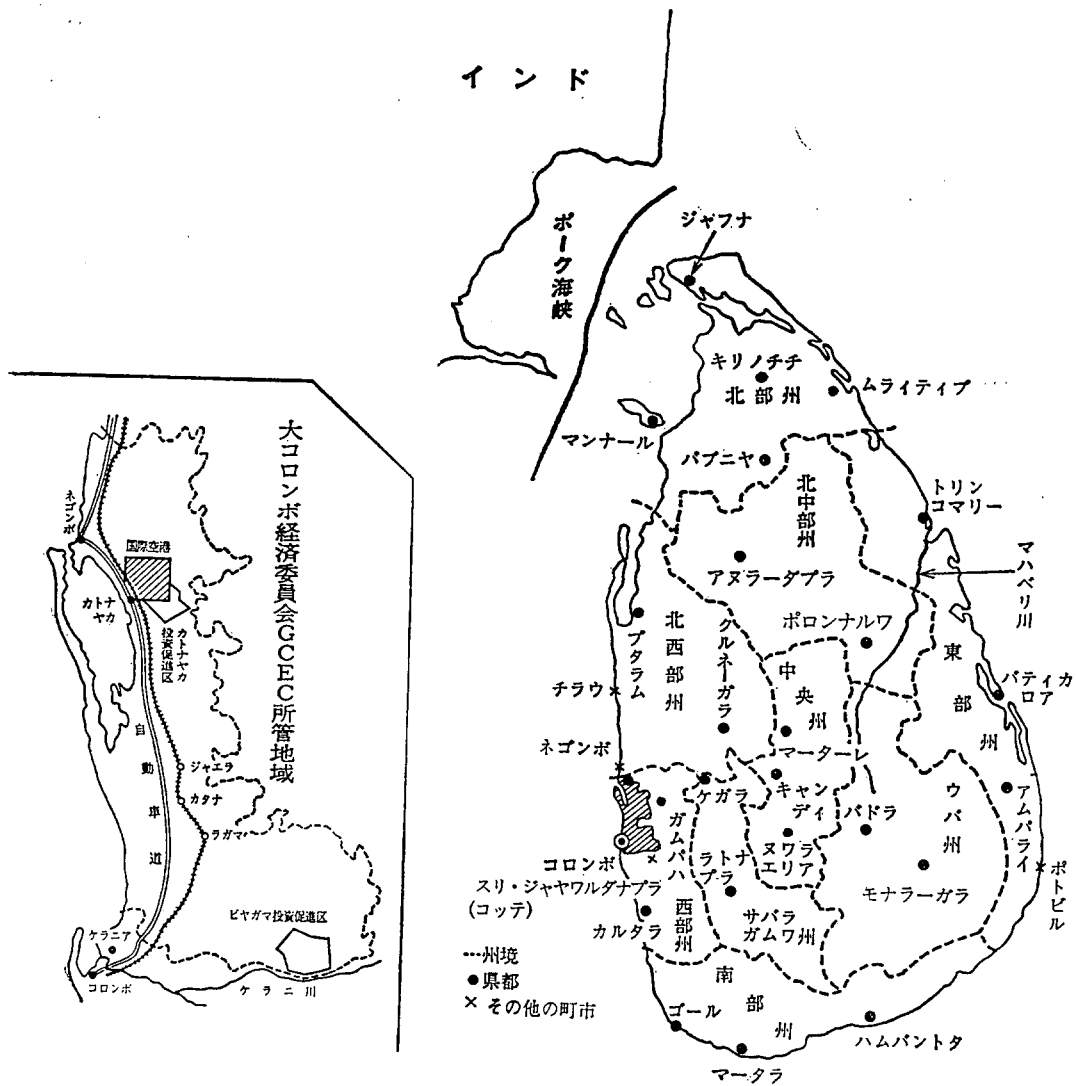 インド
ポーク海峡
ジャフナ
キリノチチ
北部州
ムライティブ
マンナール
バブニヤ
北中部州
トリン
コマリー
アヌラーダプラ
マハベリ川
ポロンナルワ
北西部州
プタラム
クルネーガラ
チラウ
中央州
マーターレ
東部州
バティカ
ロア
ネゴンボ
ケガラ
キャン
ディ
バドラ
ウバ州
アムパライ
ガムパハ
ヌワラ
エリア
ラトナ
プラ
コロンボ
スリ・ジャヤワルダナプラ
(コッテ)
モナラーガラ
ポトビル
カルタラ
西部州
サバラ
ガムワ州
南部州
ゴール
マータラ
ハムバントタ
---州境
●県都
× その他の町市
大コロンボ経済委員会GCEC所管地域
ネゴンボ
国際空港
カトナ
ヤカ
カトナヤカ
投資促進区
自動車道
ジャエラ
カタナ
ラガマ
ビヤガマ投資促進区
ケラニア
コロンボ
ケラニ川